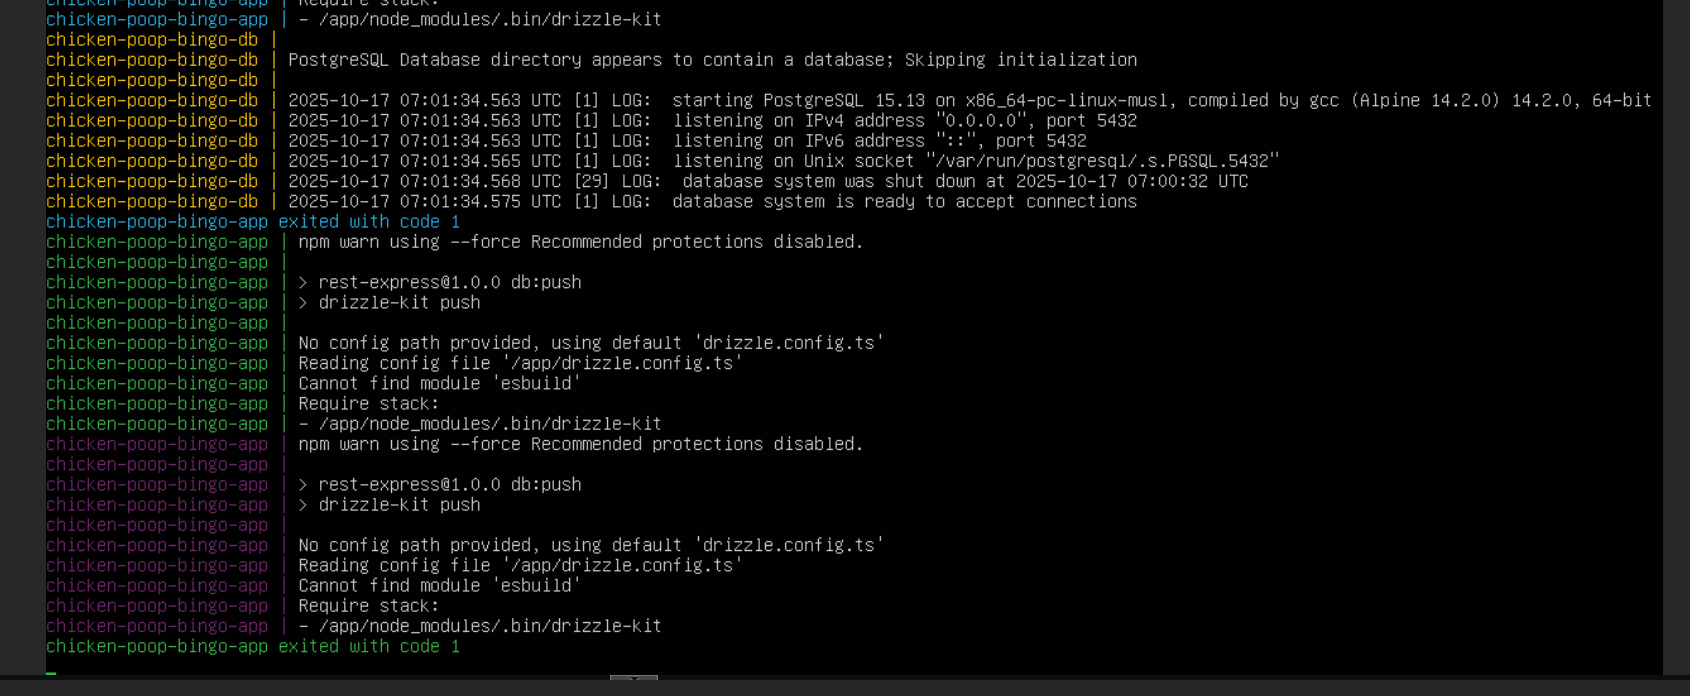 chicken-poop-bingo-app | Require stack:
chicken-poop-bingo-app | - /app/node_modules/.bin/drizzle-kit
chicken-poop-bingo-db |
chicken-poop-bingo-db | PostgreSQL Database directory appears to contain a database; Skipping initialization
chicken-poop-bingo-db |
chicken-poop-bingo-db | 2025-10-17 07:01:34.563 UTC [1] LOG:  starting PostgreSQL 15.13 on x86_64-pc-linux-musl, compiled by gcc (Alpine 14.2.0) 14.2.0, 64-bit
chicken-poop-bingo-db | 2025-10-17 07:01:34.563 UTC [1] LOG:  listening on IPv4 address "0.0.0.0", port 5432
chicken-poop-bingo-db | 2025-10-17 07:01:34.563 UTC [1] LOG:  listening on IPv6 address "::", port 5432
chicken-poop-bingo-db | 2025-10-17 07:01:34.565 UTC [1] LOG:  listening on Unix socket "/var/run/postgresql/.s.PGSQL.5432"
chicken-poop-bingo-db | 2025-10-17 07:01:34.568 UTC [29] LOG:  database system was shut down at 2025-10-17 07:00:32 UTC
chicken-poop-bingo-db | 2025-10-17 07:01:34.575 UTC [1] LOG:  database system is ready to accept connections
chicken-poop-bingo-app exited with code 1
chicken-poop-bingo-app | npm warn using --force Recommended protections disabled.
chicken-poop-bingo-app |
chicken-poop-bingo-app | > rest-express@1.0.0 db:push
chicken-poop-bingo-app | > drizzle-kit push
chicken-poop-bingo-app |
chicken-poop-bingo-app | No config path provided, using default 'drizzle.config.ts'
chicken-poop-bingo-app | Reading config file '/app/drizzle.config.ts'
chicken-poop-bingo-app | Cannot find module 'esbuild'
chicken-poop-bingo-app | Require stack:
chicken-poop-bingo-app | - /app/node_modules/.bin/drizzle-kit
chicken-poop-bingo-app | npm warn using --force Recommended protections disabled.
chicken-poop-bingo-app |
chicken-poop-bingo-app | > rest-express@1.0.0 db:push
chicken-poop-bingo-app | > drizzle-kit push
chicken-poop-bingo-app |
chicken-poop-bingo-app | No config path provided, using default 'drizzle.config.ts'
chicken-poop-bingo-app | Reading config file '/app/drizzle.config.ts'
chicken-poop-bingo-app | Cannot find module 'esbuild'
chicken-poop-bingo-app | Require stack:
chicken-poop-bingo-app | - /app/node_modules/.bin/drizzle-kit
chicken-poop-bingo-app exited with code 1